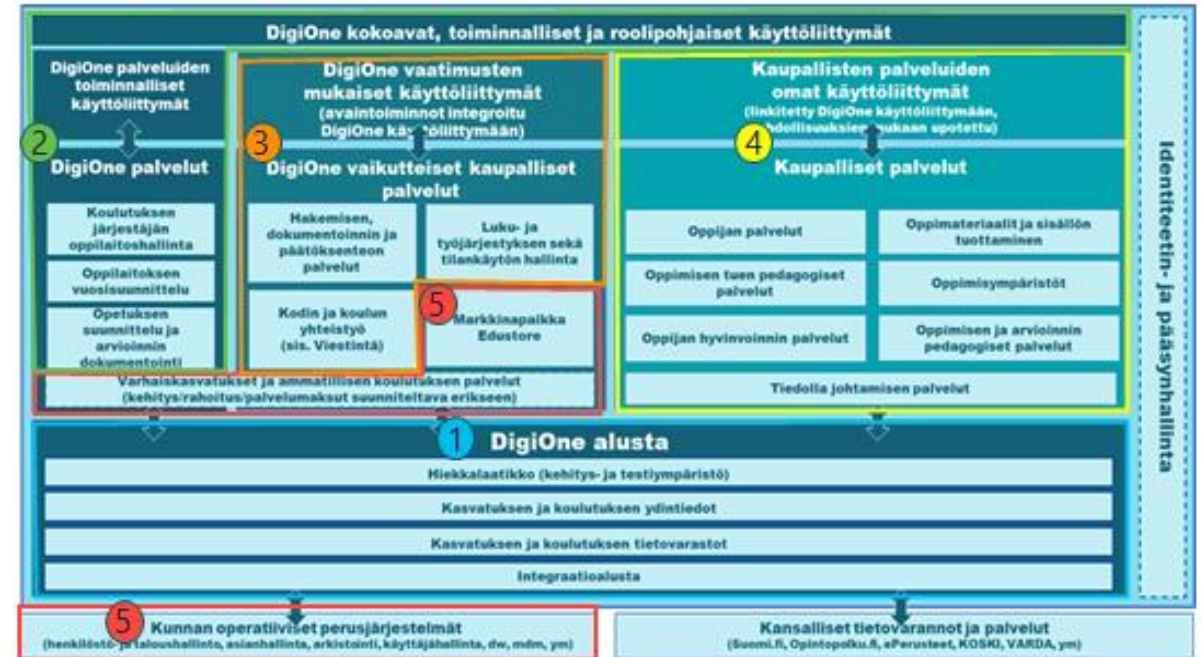 DigiOne kokoavat, toiminnalliset ja roolipohjaiset käyttöliittymät
DigiOne palveluiden
toiminnalliset
käyttöliittymät
2
DigiOne palvelut
Koulutuksen
järjestäjän
oppilaitoshallinta
Oppilaitoksen
vuosisuunnittelu
Opetuksen
suunnittelu ja
arvioinnin
dokumentointi
DigiOne vaatimusten
mukaiset käyttöliittymät
(avaintoiminnot integroitu
DigiOne käyttöliittymään)
3
DigiOne vaikutteiset kaupalliset
palvelut
Hakemisen,
dokumentoinnin ja
päätöksenteon
palvelut
Luku- ja
työjärjestyksen sekä
tilankäytön hallinta
Kodin ja koulun
yhteistyö
(sis. Viestintä)
5
Markkinapaikka
Edustore
Varhaiskasvatukset ja ammatillisen koulutuksen palvelut
(kehitys/rahoitus/palvelumaksut suunniteltava erikseen)
Kaupallisten palveluiden
omat käyttöliittymät
(linkitetty DigiOne käyttöliittymään,
mukaan upotettu)
4
Kaupalliset palvelut
Oppijan palvelut
Oppimateriaalit ja sisällön
tuottaminen
Oppimisen tuen pedagogiset
palvelut
Oppimisympäristöt
Oppijan hyvinvoinnin palvelut
Oppimisen ja arvioinnin
pedagogiset palvelut
Tiedolla johtamisen palvelut
Identiteetin- ja pääsynhallinta
1
DigiOne alusta
Hiekkalaatikko (kehitys- ja testiympäristö)
Kasvatuksen ja koulutuksen ydintiedot
Kasvatuksen ja koulutuksen tietovarastot
Integraatioalusta
5
Kunnan operatiiviset perusjärjestelmät
(henkilöstö- ja taloushallinto, asianhallinta, arkistointi, käyttäjähallinta, dw, mdm, ym)
Kansalliset tietovarannot ja palvelut
(Suomi.fi, Opintopolku.fi, ePerusteet, KOSKI, VARDA, ym)